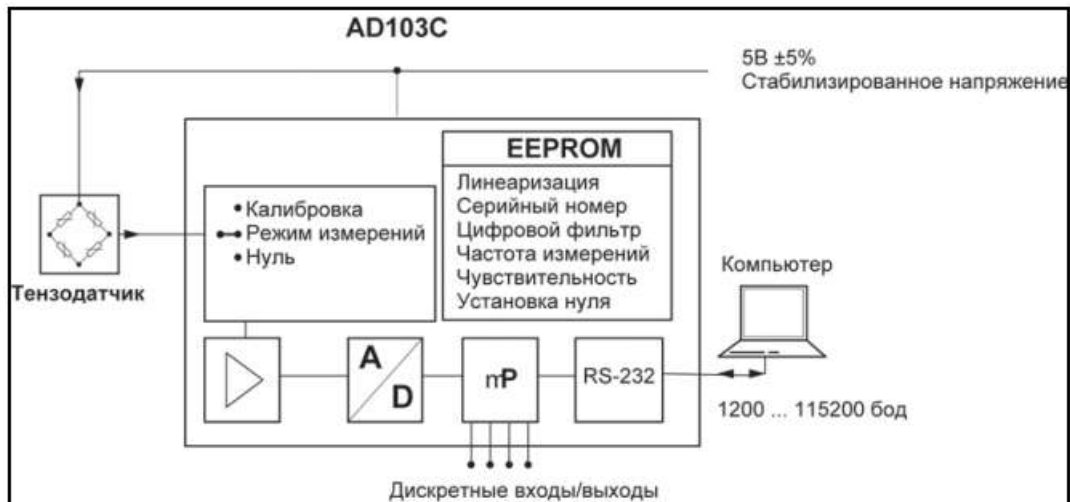 AD103C
5В ±5%
Стабилизированное напряжение
EEPROM
Линеаризация
Серийный номер
Цифровой фильтр
Частота измерений
Чувствительность
Установка нуля
• Калибровка
Режим измерений
• Нуль
Тензодатчик
Компьютер
A
D
mP
RS-232
1200 ... 115200 бод
Дискретные входы/выходы